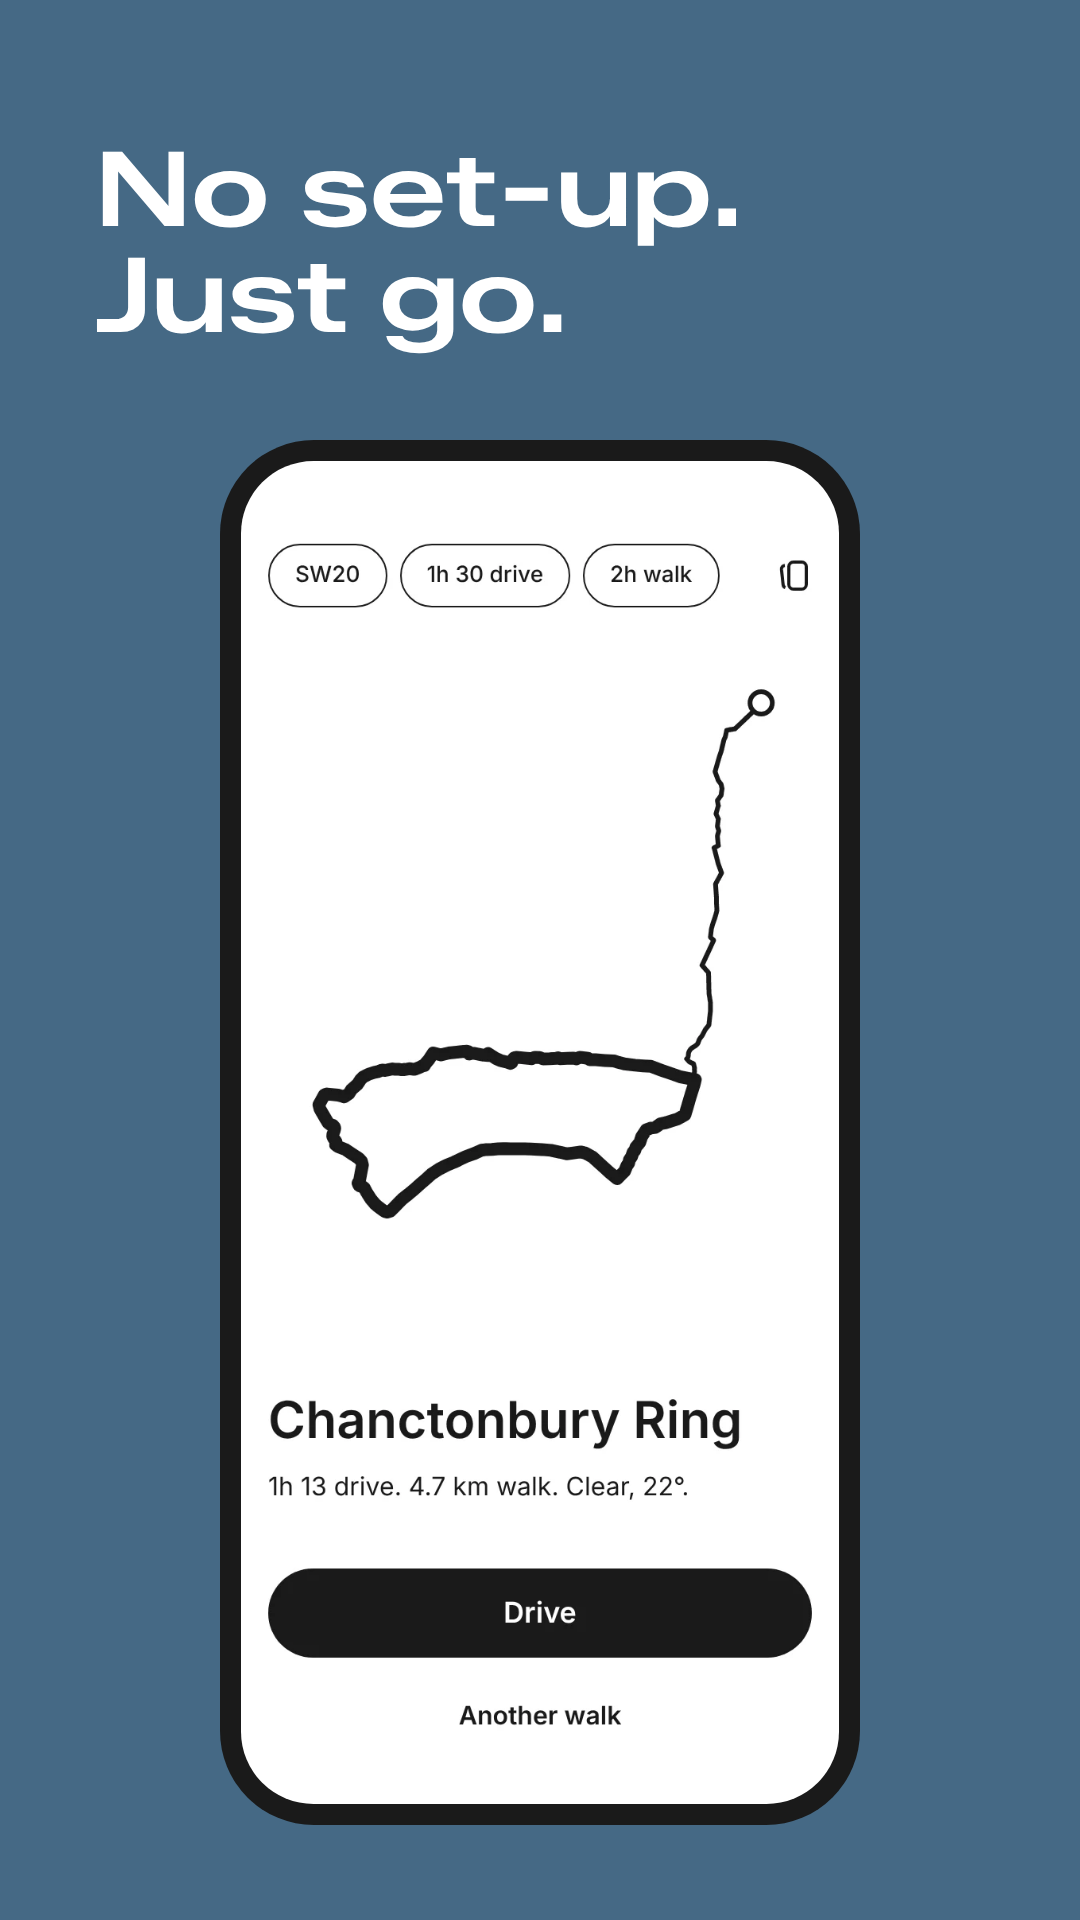 No set-up.
Just go.
SW20
1h 30 drive
2h walk
Chanctonbury Ring
1h 13 drive. 4.7 km walk. Clear, 22°.
Drive
Another walk